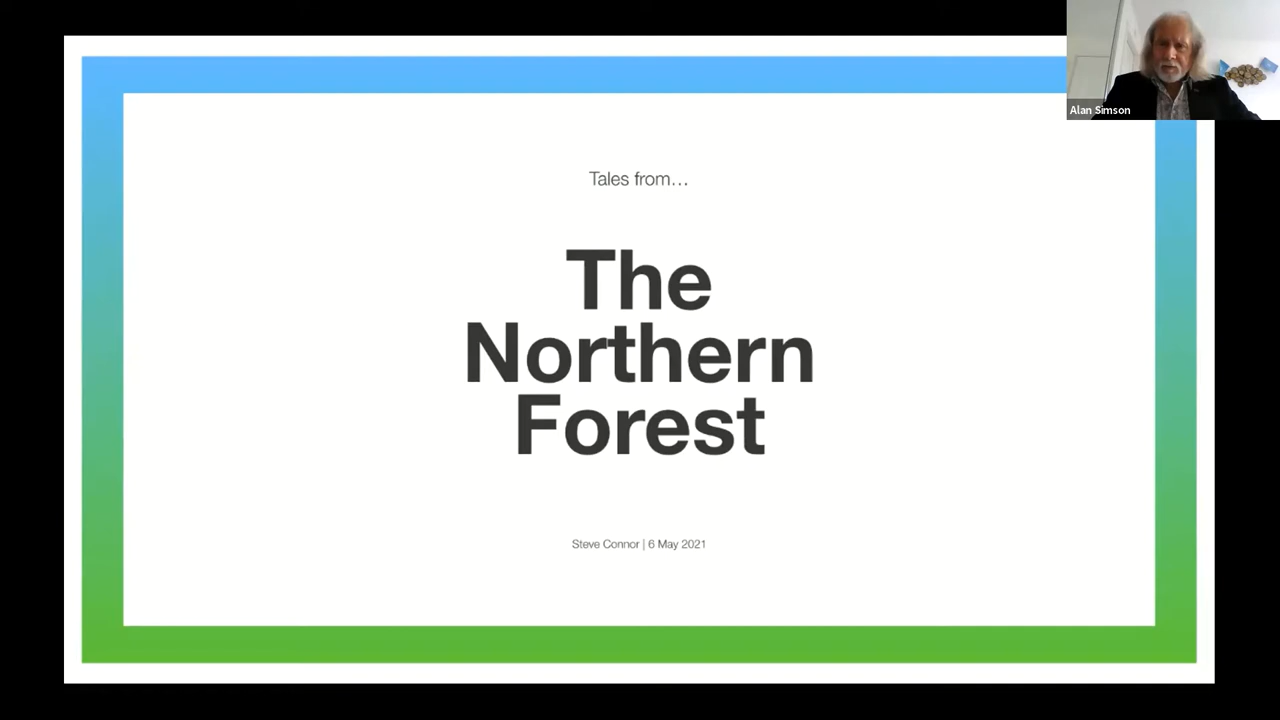 Alan Simson
Tales from…
The
Northern
Forest
Steve Connor | 6 May 2021